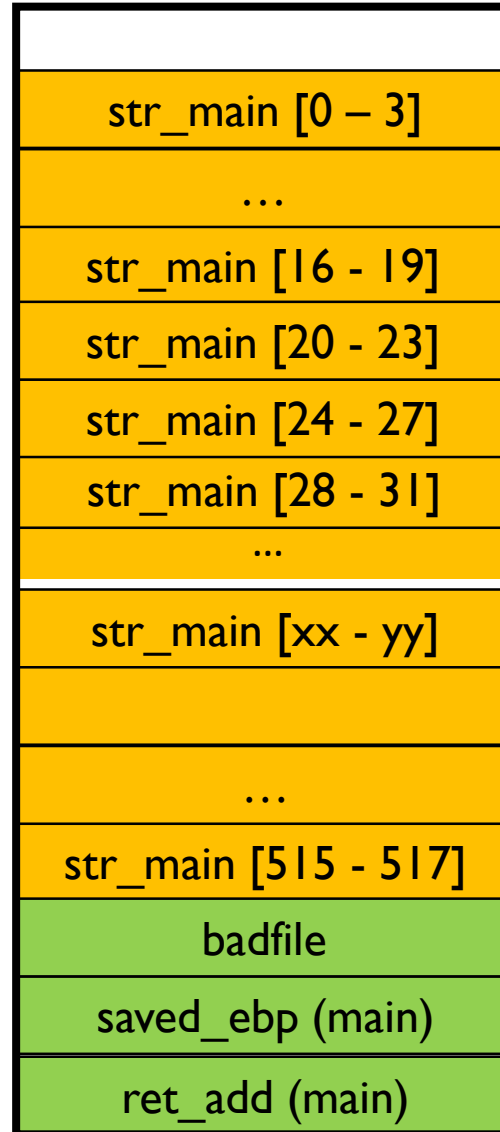 str_main [0 – 3]
...
str_main [16 - 19]
str_main [20 - 23]
str_main [24 - 27]
str_main [28 - 31]
...
str_main [xx - yy]
...
str_main [515 - 517]
badfile
saved_ebp (main)
ret_add (main)